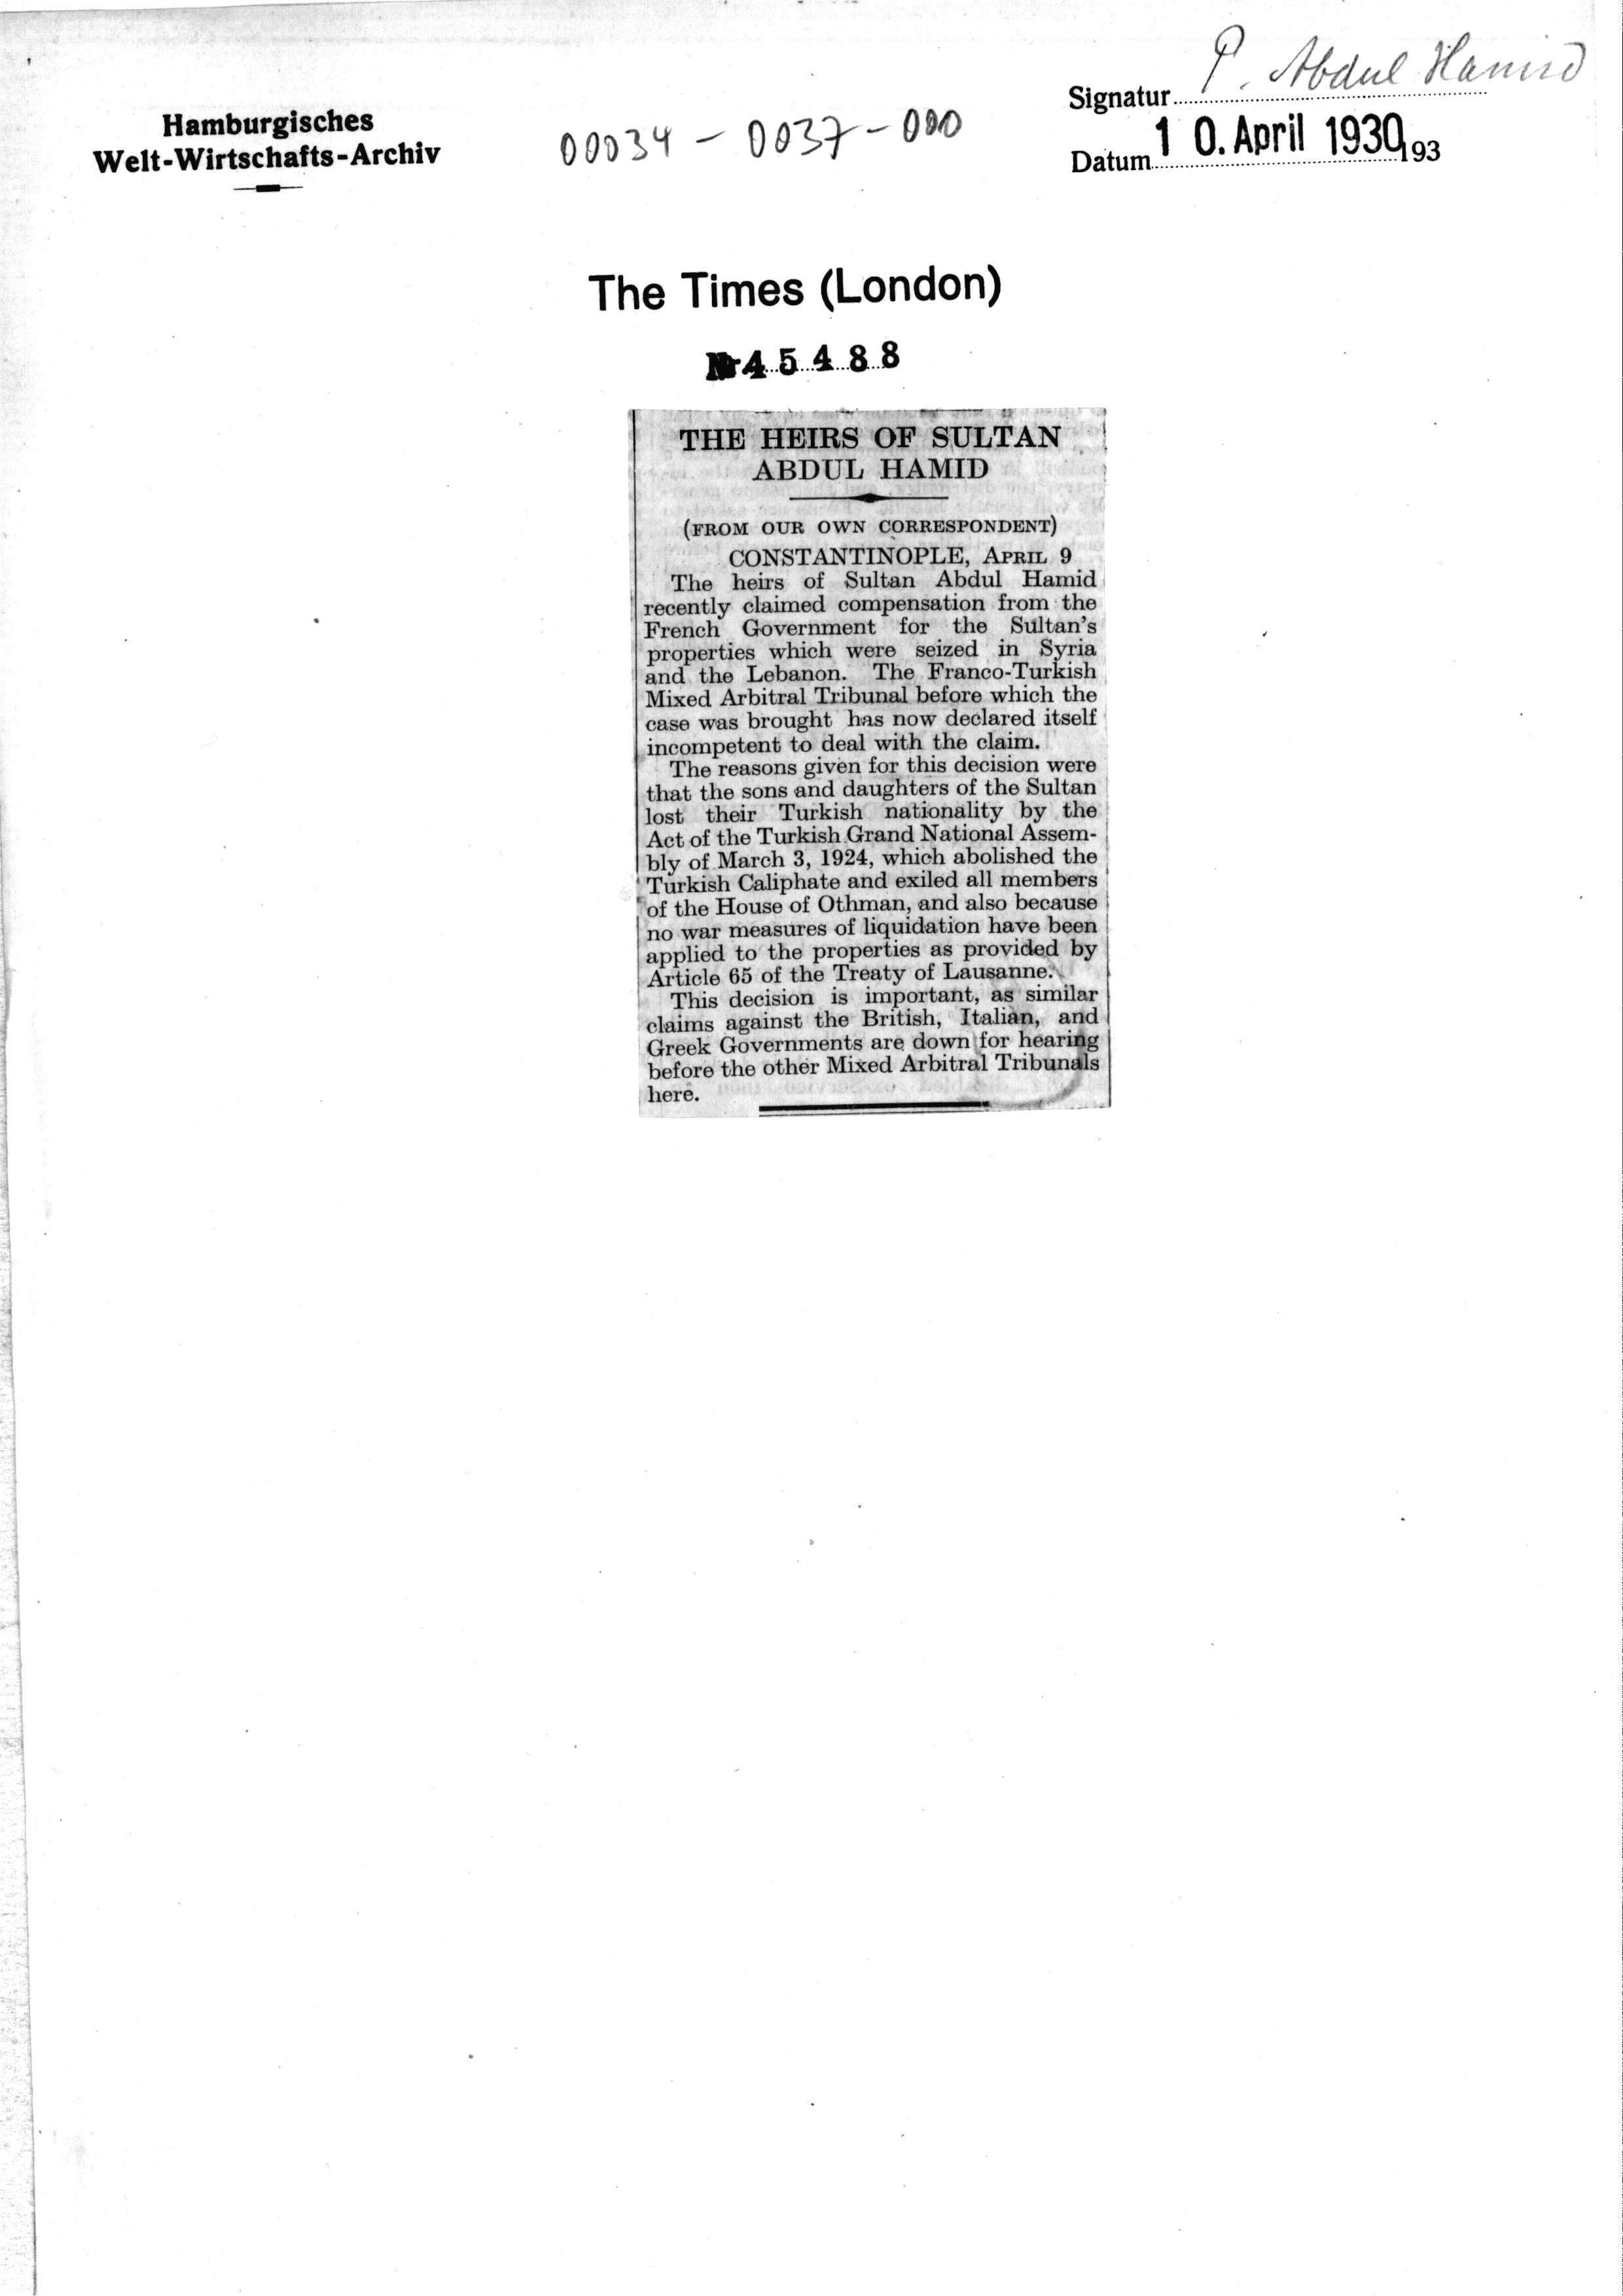 Hamburgisches
Welt-Wirtschafts-Archiv
00034 - 0037 - 000
Signatur P. Abdul Hamid
Datum 10. April 1930 193
The Times (London)
Nr 45488
THE HEIRS OF SULTAN
ABDUL HAMID
(FROM OUR OWN CORRESPONDENT)
CONSTANTINOPLE, APRIL 9
The heirs of Sultan Abdul Hamid
recently claimed compensation from the
French Government for the Sultan's
properties which were seized in Syria
and the Lebanon. The Franco-Turkish
Mixed Arbitral Tribunal before which the
case was brought has now declared itself
incompetent to deal with the claim.
The reasons given for this decision were
that the sons and daughters of the Sultan
lost their Turkish nationality by the
Act of the Turkish Grand National Assem-
bly of March 3, 1924, which abolished the
Turkish Caliphate and exiled all members
of the House of Othman, and also because
no war measures of liquidation have been
applied to the properties as provided by
Article 65 of the Treaty of Lausanne.
This decision is important, as similar
claims against the British, Italian, and
Greek Governments are down for hearing
before the other Mixed Arbitral Tribunals
here.